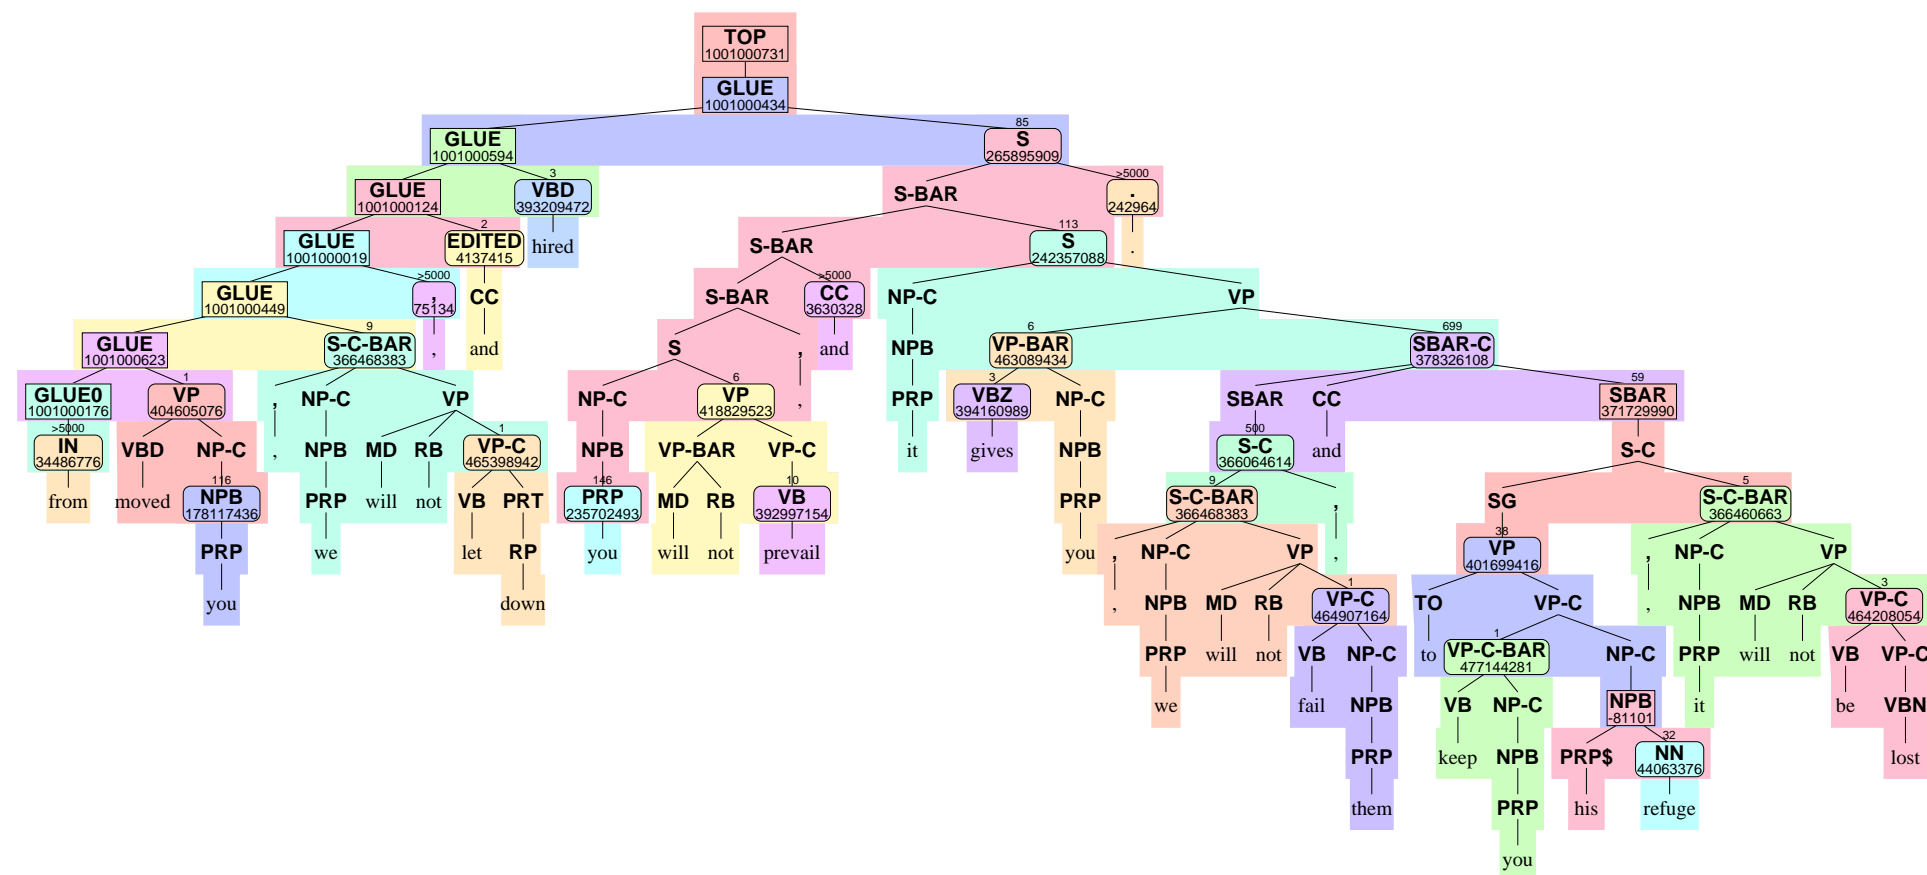 TOP
1001000731
GLUE
1001000434
85
GLUE
1001000594
S
265895909
3
>5000
GLUE
1001000124
VBD
393209472
S-BAR
.
242964
2
113
GLUE
1001000019
EDITED
4137415
hired
S-BAR
S
242357088
.
>5000
>5000
GLUE
1001000449
,
75134
CC
S-BAR
CC
3630328
NP-C
VP
9
6
699
GLUE
1001000623
S-C-BAR
366468383
,
and
S
,
and
NPB
VP-BAR
463089434
SBAR-C
378326108
1
6
3
59
GLUE0
1001000176
VP
404605076
,
NP-C
VP
NP-C
VP
418829523
,
PRP
VBZ
394160989
NP-C
SBAR
CC
SBAR
371729990
>5000
1
500
IN
34486776
VBD
NP-C
,
NPB
MD
RB
VP-C
465398942
NPB
VP-BAR
VP-C
it
gives
NPB
S-C
366064614
and
S-C
116
146
10
9
5
from
moved
NPB
178117436
PRP
will
not
VB
PRT
PRP
235702493
MD
RB
VB
392997154
PRP
S-C-BAR
366468383
,
SG
S-C-BAR
366460663
38
PRP
we
let
RP
you
will
not
prevail
you
,
NP-C
VP
,
VP
401699416
,
NP-C
VP
1
3
you
down
,
NPB
MD
RB
VP-C
464907164
TO
VP-C
,
NPB
MD
RB
VP-C
464208054
1
PRP
will
not
VB
NP-C
to
VP-C-BAR
477144281
NP-C
PRP
will
not
VB
VP-C
we
fail
NPB
VB
NP-C
NPB
-81101
it
be
VBN
32
PRP
keep
NPB
PRP$
NN
44063376
lost
them
PRP
his
refuge
you